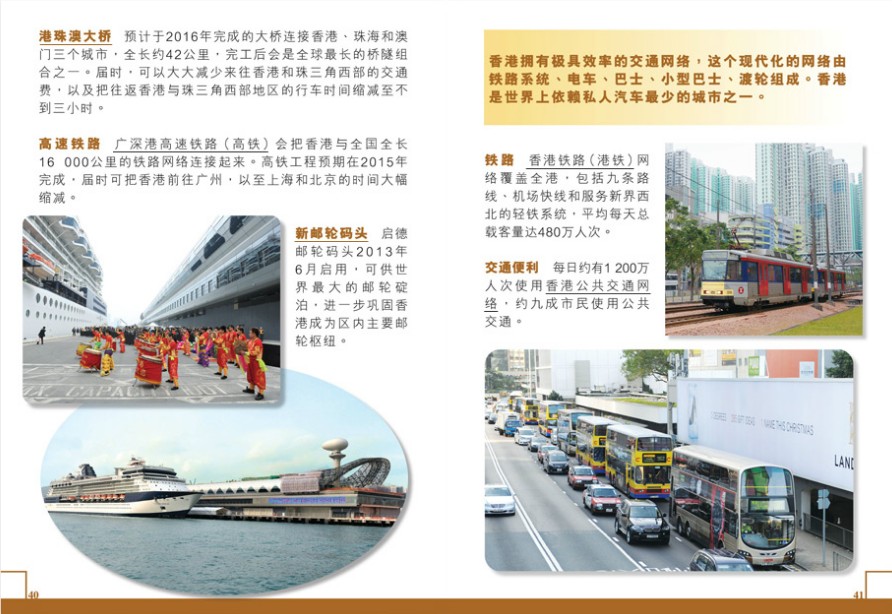 港珠澳大桥 预计于2016年完成的大桥连接香港、珠海和澳
门三个城市，全长约42公里，完工后会是全球最长的桥隧组
合之一。届时，可以大大减少来往香港和珠三角西部的交通
费，以及把往返香港与珠三角西部地区的行车时间缩减至不
到三小时。
高速铁路 广深港高速铁路（高铁）会把香港与全国全长
16 000公里的铁路网络连接起来。高铁工程预期在2015年
完成，届时可把香港前往广州，以至上海和北京的时间大幅
缩减。
新邮轮码头 启德
邮轮码头2013年
6月启用，可供世
界最大的邮轮碇
泊，进一步巩固香
港成为区内主要邮
轮枢纽。
CAPACITY
40
香港拥有极具效率的交通网络，这个现代化的网络由
铁路系统、电车、巴士、小型巴士、渡轮组成。香港
是世界上依赖私人汽车最少的城市之一。
铁路 香港铁路（港铁）网
络覆盖全港，包括九条路
线、机场快线和服务新界西
北的轻铁系统，平均每天总
载客量达480万人次。
交通便利 每日约有1 200万
人次使用香港公共交通网
络，约九成市民使用公共
交通。
THIS CHRISTMAS
LAND
41